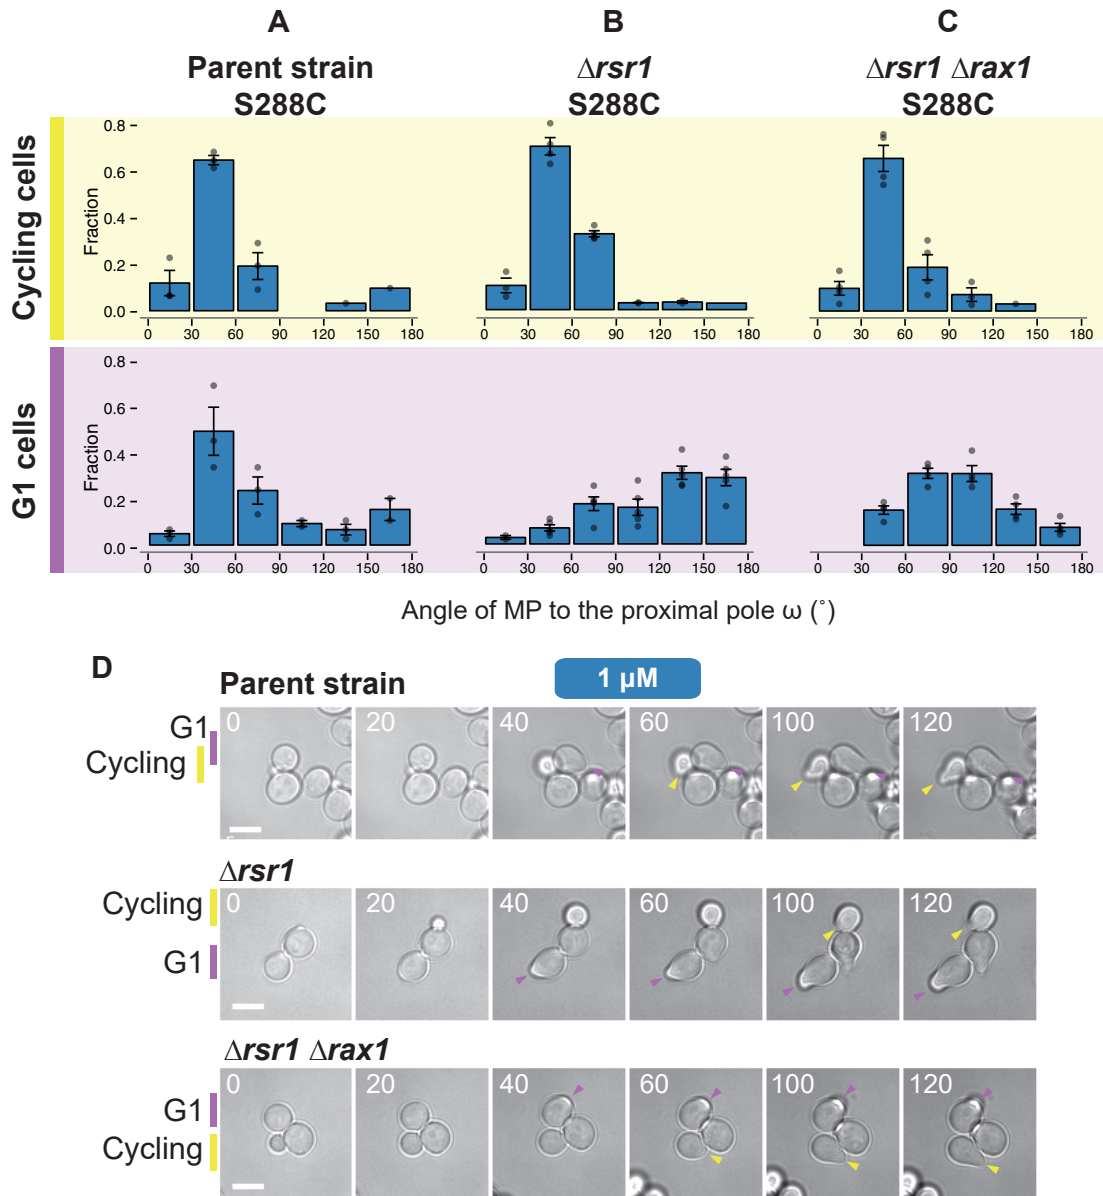 A B C
Parent strain Δrsr1 Δrsr1 Δrax1
S288C S288C S288C
Cycling cells
Fraction
0.8
0.6
0.4
0.2
0.0
0 30 60 90 120 150 180 0 30 60 90 120 150 180 0 30 60 90 120 150 180
G1 cells
Fraction
0.8
0.6
0.4
0.2
0.0
0 30 60 90 120 150 180 0 30 60 90 120 150 180 0 30 60 90 120 150 180
Angle of MP to the proximal pole ω (˚)
D
Parent strain 1 µM
G1
Cycling
0 20 40 60 100 120
Δrsr1
Cycling
G1
0 20 40 60 100 120
Δrsr1 Δrax1
G1
Cycling
0 20 40 60 100 120